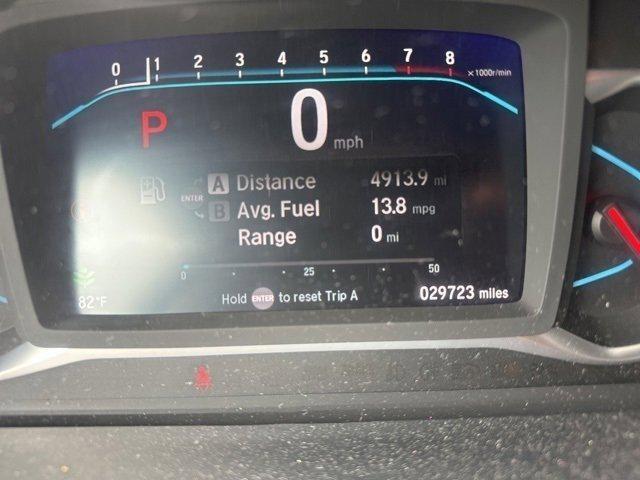 0 1 2 3 4 5 6 7 8
x1000r/min
P 0 mph
A Distance 4913.9 mi
ENTER
B Avg. Fuel 13.8 mpg
Range 0 mi
0 25 50
82°F Hold ENTER to reset Trip A 029723 miles